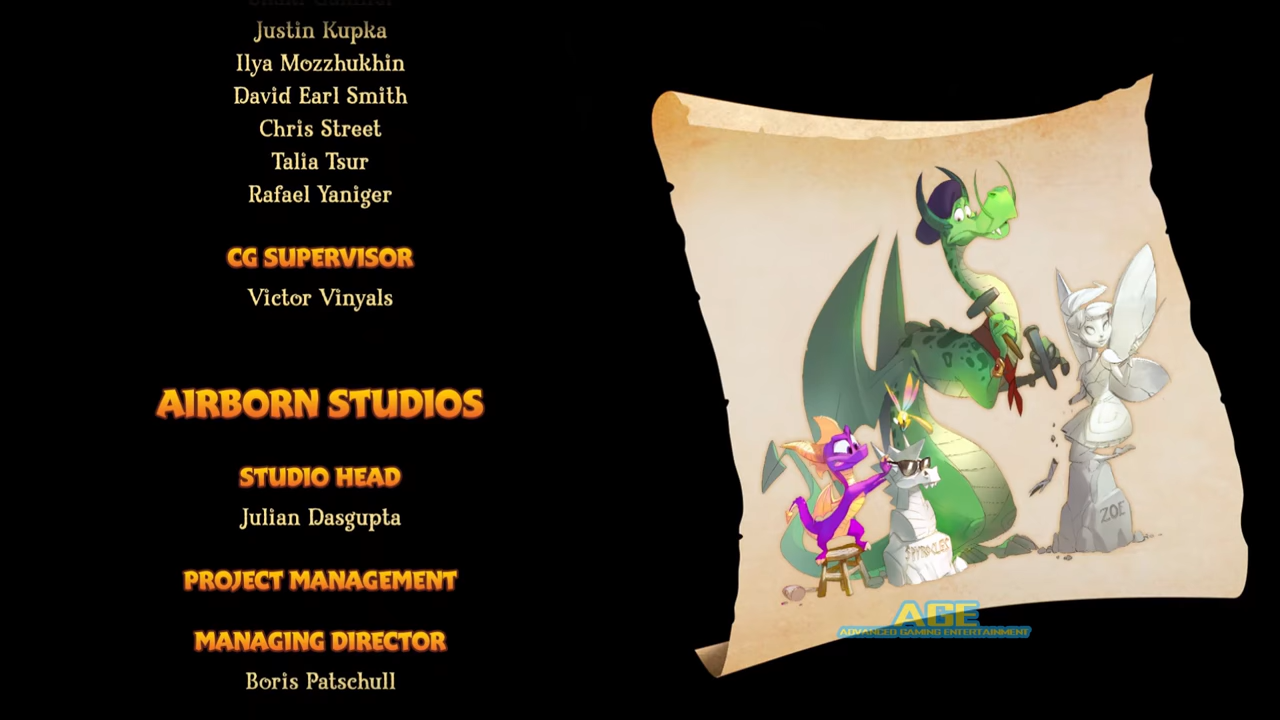 Justin Kupka
Ilya Mozzhukhin
David Earl Smith
Chris Street
Talia Tsur
Rafael Yaniger
CG SUPERVISOR
Victor Vinyals
AIRBORN STUDIOS
STUDIO HEAD
Julian Dasgupta
PROJECT MANAGEMENT
MANAGING DIRECTOR
Boris Patschull
ZOE
SPYRACLES
AGE
ADVANCED GAMING ENTERTAINMENT